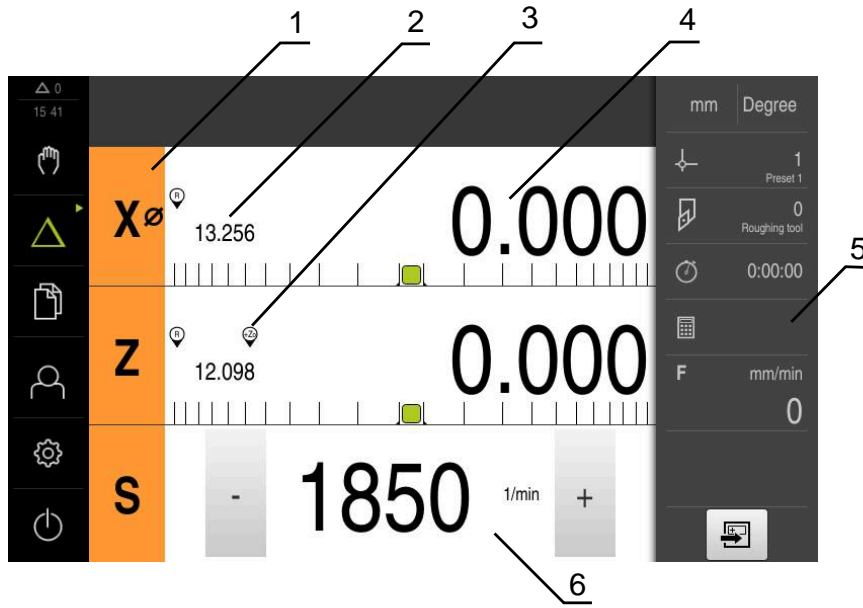 1 2 3 4
0
15 41
mm Degree
R
X⌀ 13.256 0.000
1
Preset 1
0
Roughing tool
5
0:00:00
R +Z0
Z 12.098 0.000
F mm/min
0
S - 1850 1/min +
6